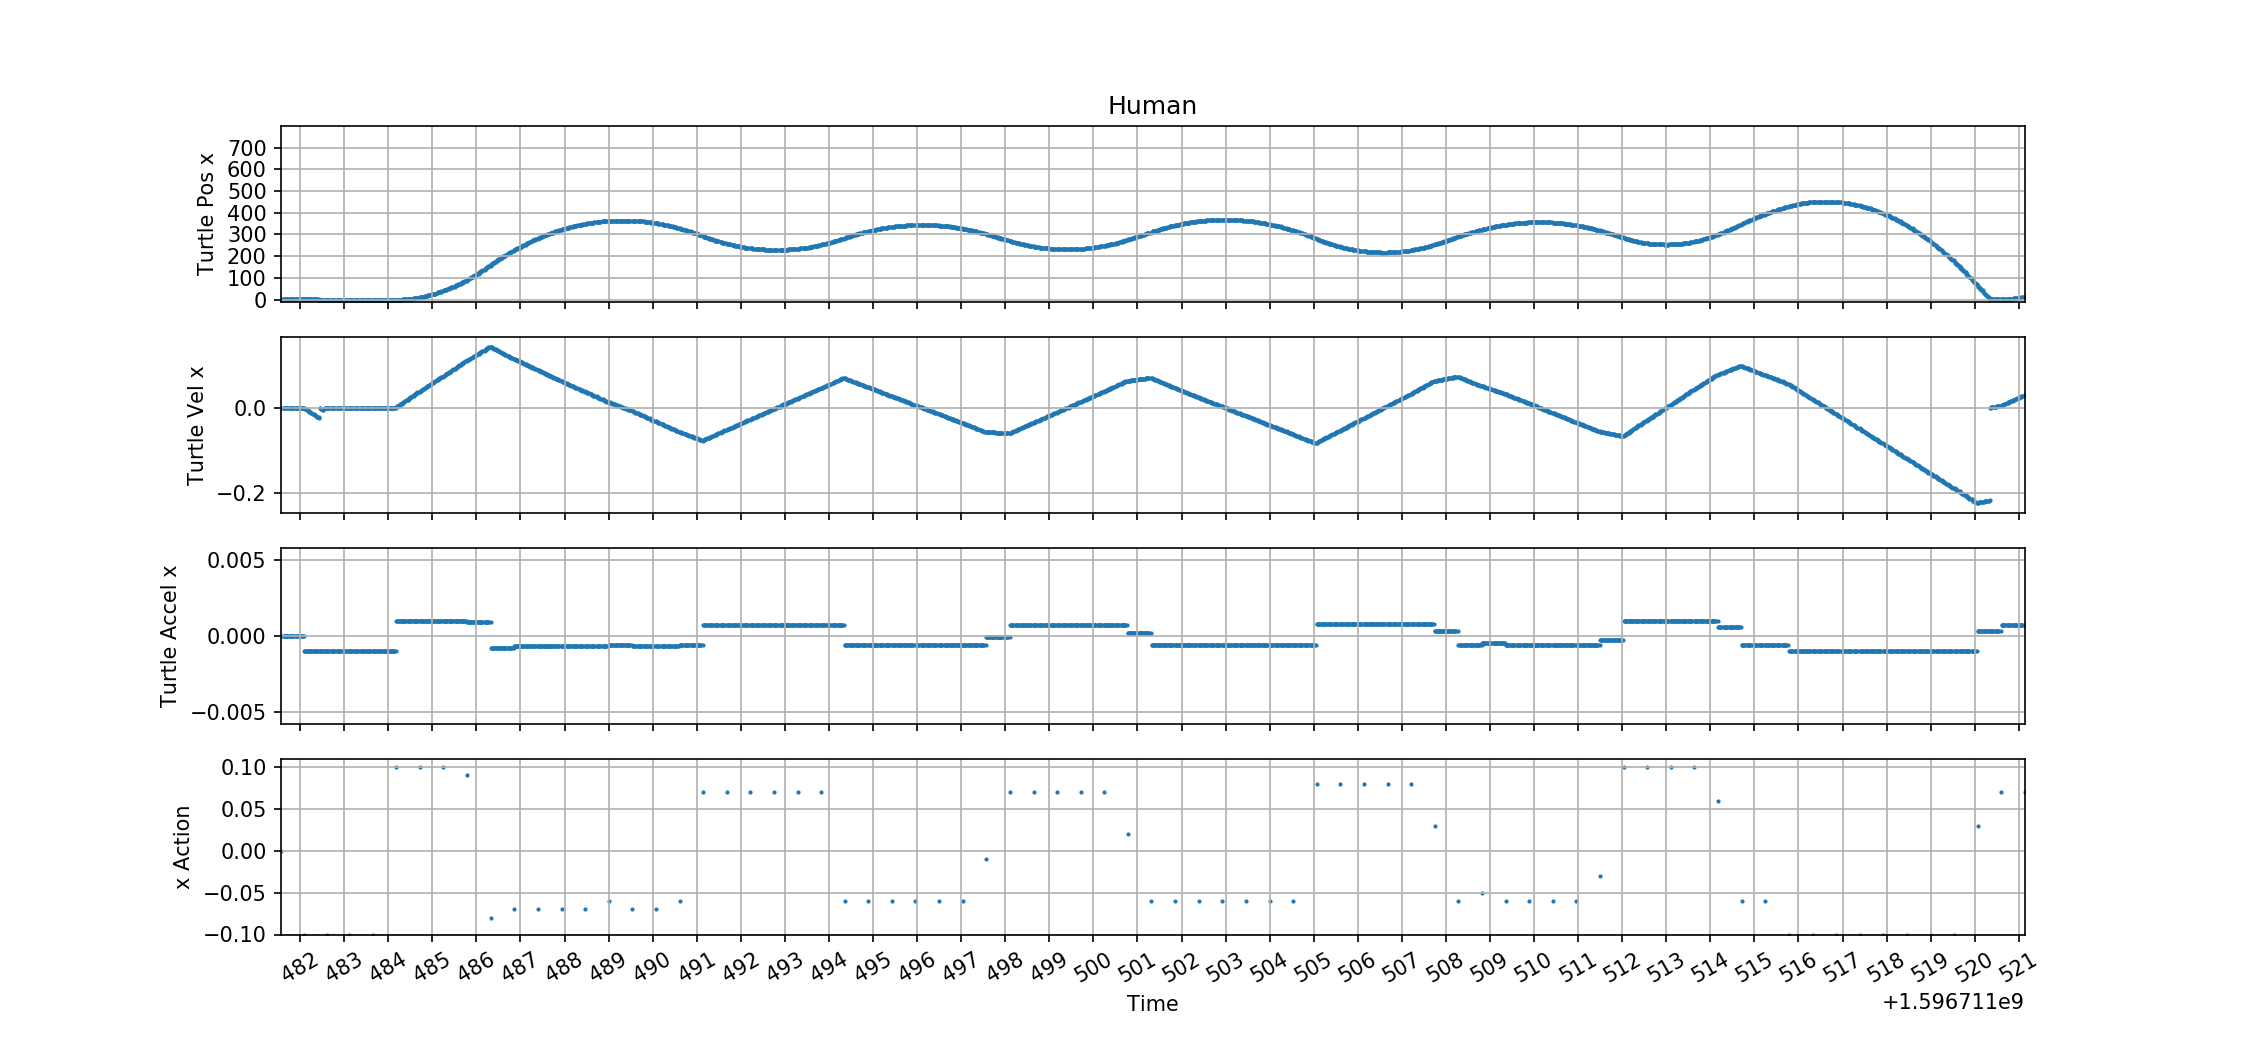 Human
Turtle Pos x
700
600
500
400
300
200
100
0
Turtle Vel x
0.0
−0.2
Turtle Accel x
0.005
0.000
−0.005
x Action
0.10
0.05
0.00
−0.05
−0.10
482 483 484 485 486 487 488 489 490 491 492 493 494 495 496 497 498 499 500 501 502 503 504 505 506 507 508 509 510 511 512 513 514 515 516 517 518 519 520 521
Time
+1.596711e9